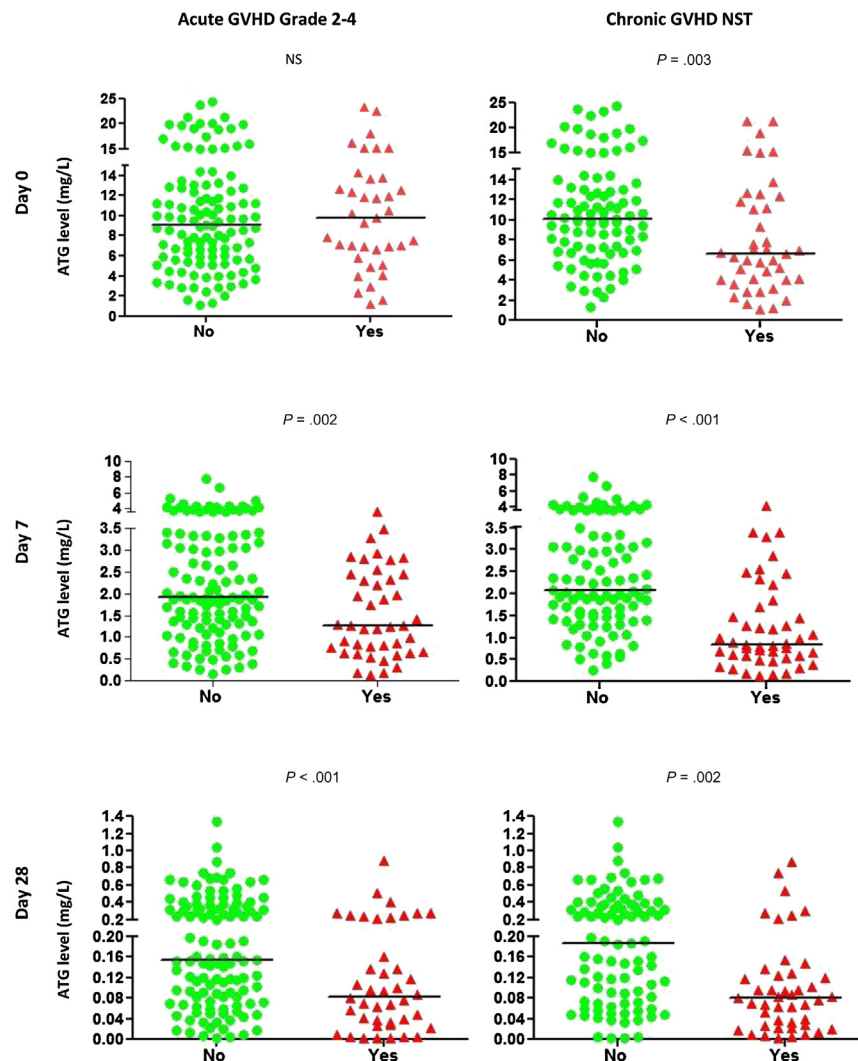 Acute GVHD Grade 2-4
Chronic GVHD NST
NS
P = .003
Day 0
ATG level (mg/L)
25
20
15
14
12
10
8
6
4
2
0
No
Yes
25
20
15
14
12
10
8
6
4
2
0
No
Yes
P = .002
P < .001
Day 7
ATG level (mg/L)
10
8
6
4
3.5
3.0
2.5
2.0
1.5
1.0
0.5
0.0
No
Yes
10
8
6
4
3.5
3.0
2.5
2.0
1.5
1.0
0.5
0.0
No
Yes
P < .001
P = .002
Day 28
ATG level (mg/L)
1.4
1.2
1.0
0.8
0.6
0.4
0.2
0.20
0.16
0.12
0.08
0.04
0.00
No
Yes
1.4
1.2
1.0
0.8
0.6
0.4
0.2
0.20
0.16
0.12
0.08
0.04
0.00
No
Yes